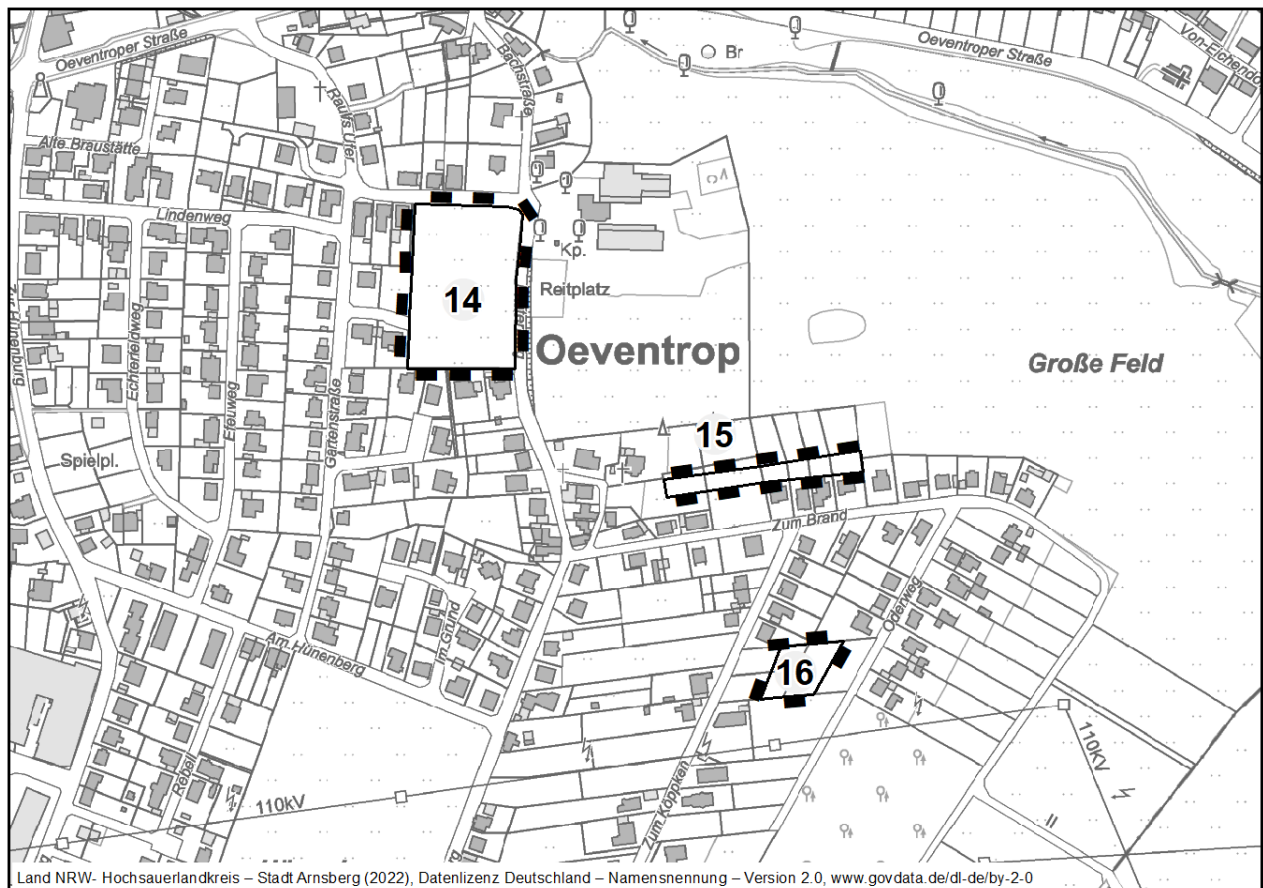 Oeventroper Straße
Bachstraße
Br
Oeventroper Straße
Von-Eichendo
Rauhs Ufer
Alte Braustätte
Lindenweg
Kp.
Reitplatz
14
Oeventrop
Große Feld
Zur Hünenburg
Echterfeldweg
Efeuweg
Gartenstraße
15
Spielpl.
Zum Brand
Oderweg
Im Grund
Am Hünenberg
16
110KV
Rebell
110kV
Zum Köppken
II
Land NRW- Hochsauerlandkreis – Stadt Arnsberg (2022), Datenlizenz Deutschland – Namensnennung – Version 2.0, www.govdata.de/dl-de/by-2-0